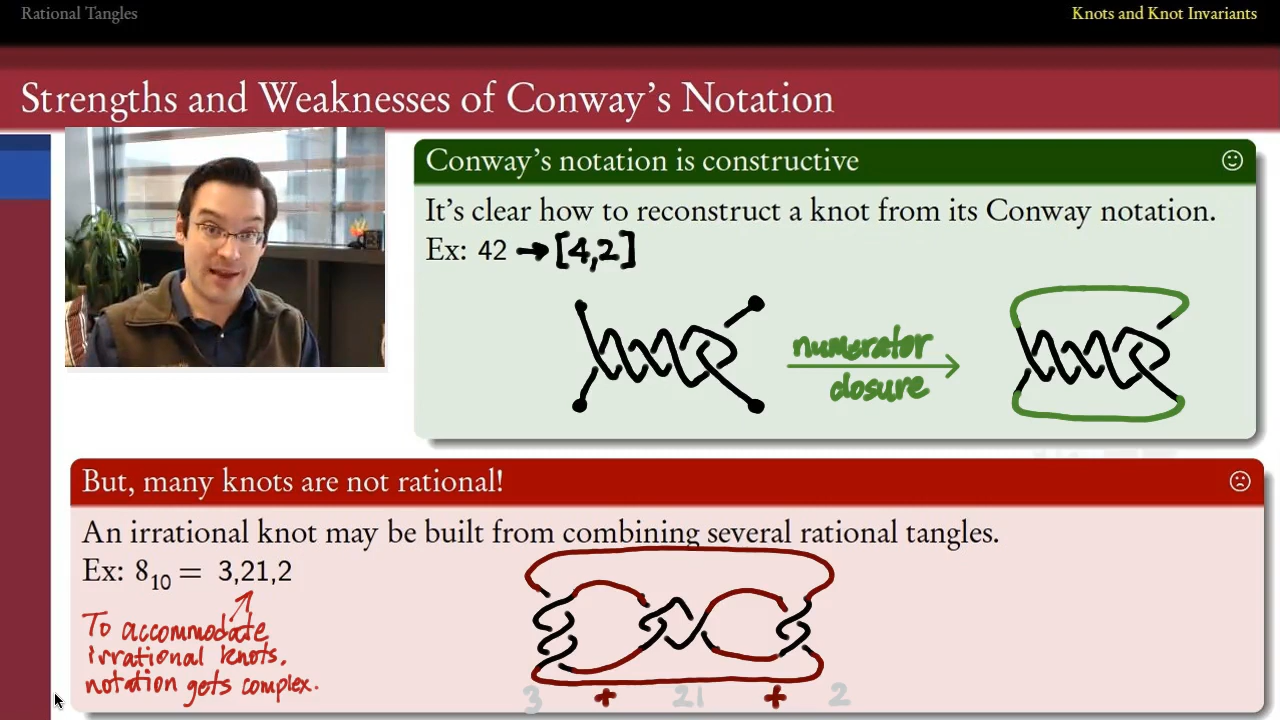 Rational Tangles
Knots and Knot Invariants
Strengths and Weaknesses of Conway's Notation
Conway's notation is constructive
It's clear how to reconstruct a knot from its Conway notation.
Ex: 42 → [4,2]
numerator
closure
But, many knots are not rational!
An irrational knot may be built from combining several rational tangles.
Ex: 8₁₀ = 3,21,2
To accommodate
irrational knots,
notation gets complex.
3 + 21 + 2